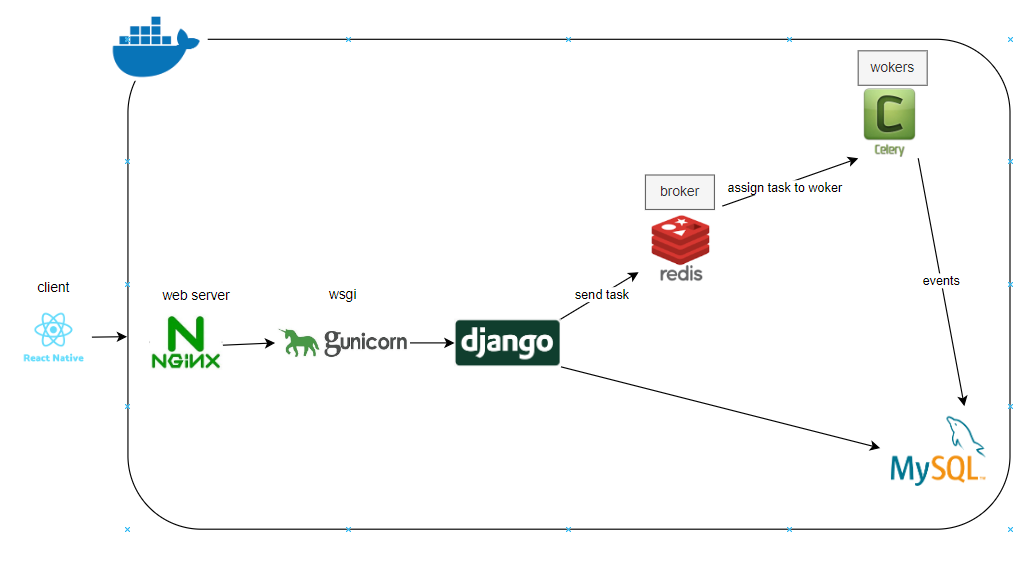 wokers
C
Celery
broker
assign task to woker
redis
client
web server
wsgi
send task
events
React Native
N
NGiNX
gunicorn
django
MySQL